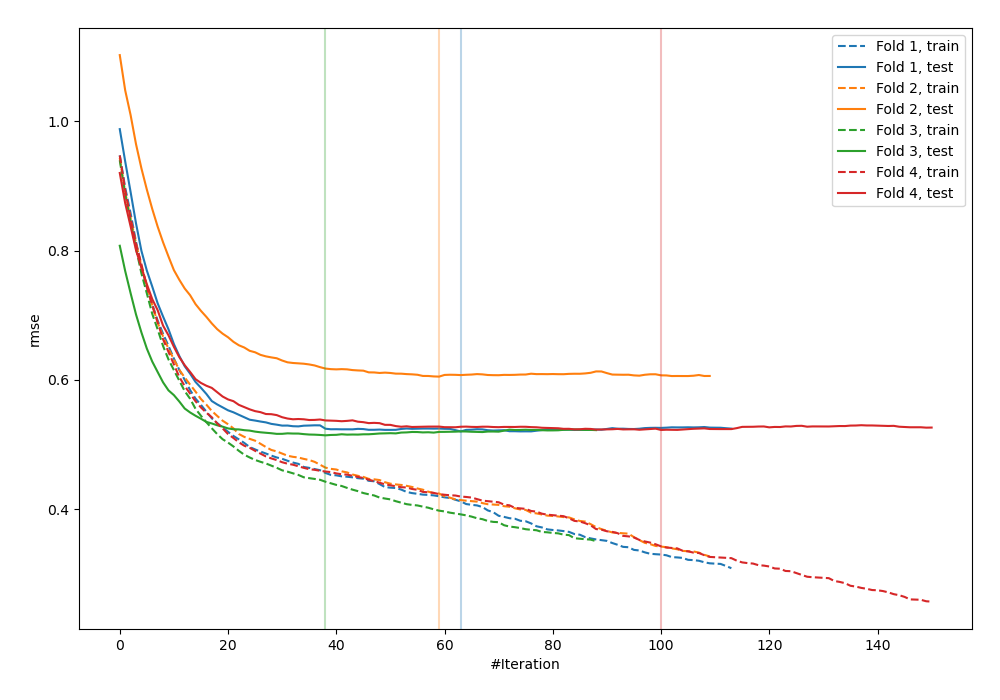 1.0
0.8
0.6
0.4
rmse
0
20
40
60
80
100
120
140
#Iteration
Fold 1, train
Fold 1, test
Fold 2, train
Fold 2, test
Fold 3, train
Fold 3, test
Fold 4, train
Fold 4, test